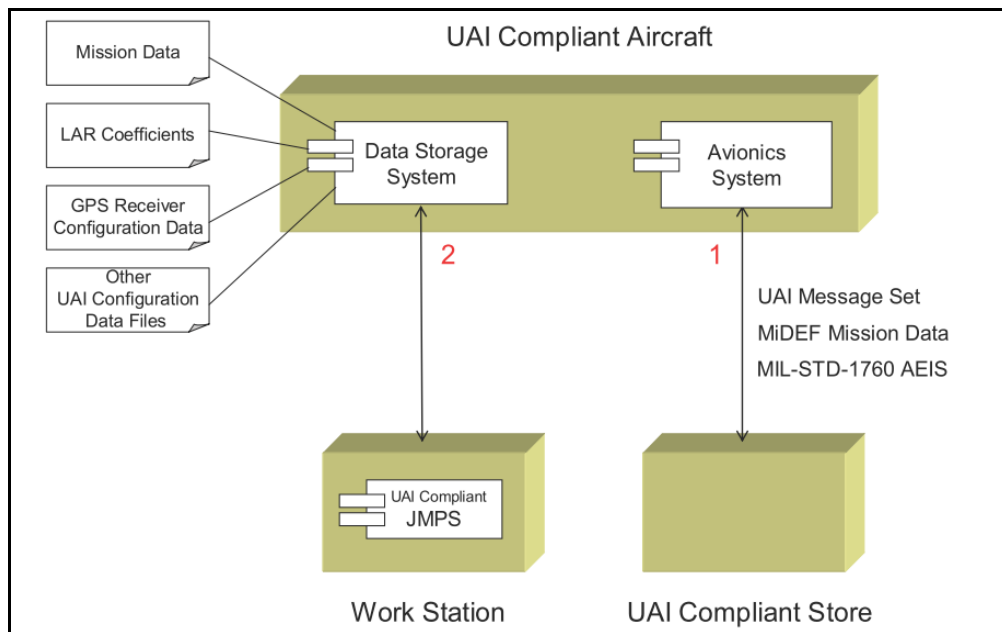 UAI Compliant Aircraft
Mission Data
LAR Coefficients
GPS Receiver
Configuration Data
Other
UAI Configuration
Data Files
Data Storage
System
Avionics
System
2
1
UAI Message Set
MiDEF Mission Data
MIL-STD-1760 AEIS
UAI Compliant
JMPS
Work Station
UAI Compliant Store